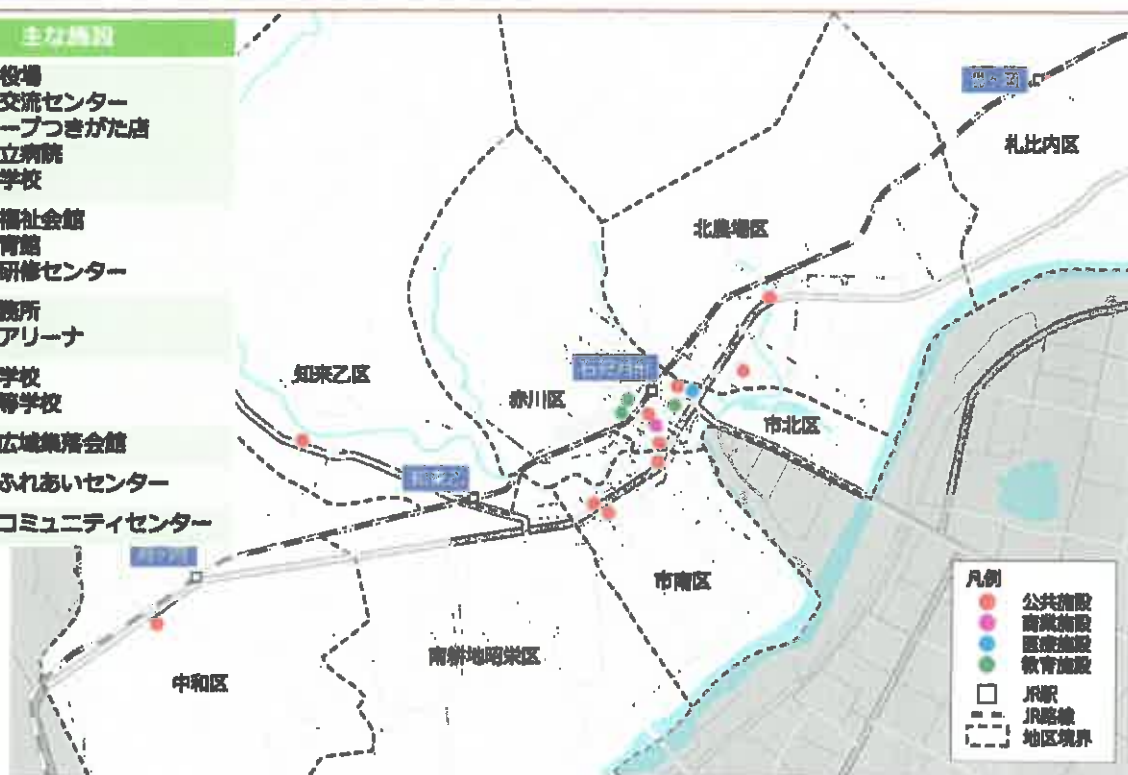 主な施設
役場
交流センター
ープつきがた店
立病院
学校
福祉会館
育館
研修センター
務所
アリーナ
学校
等学校
広域集落会館
ふれあいセンター
コミュニティセンター
札比内区
北農場区
知来乙区
赤川区
市北区
市南区
南耕地昭栄区
中和区
凡例
公共施設
商業施設
医療施設
教育施設
JR駅
JR路線
地区境界